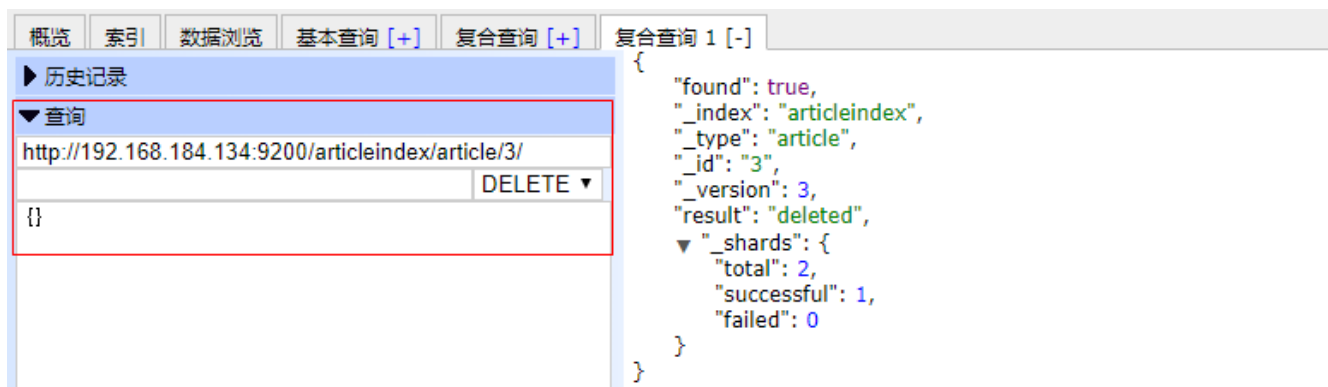 概览 索引 数据浏览 基本查询 [+] 复合查询 [+] 复合查询 1 [-]
历史记录
查询
http://192.168.184.134:9200/articleindex/article/3/
DELETE
{}
{
"found": true,
"_index": "articleindex",
"_type": "article",
"_id": "3",
"_version": 3,
"result": "deleted",
"_shards": {
"total": 2,
"successful": 1,
"failed": 0
}
}